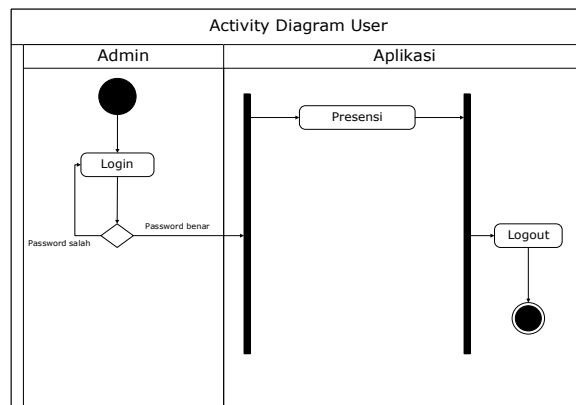 Activity Diagram User
Admin
Aplikasi
Presensi
Login
Password benar
Password salah
Logout